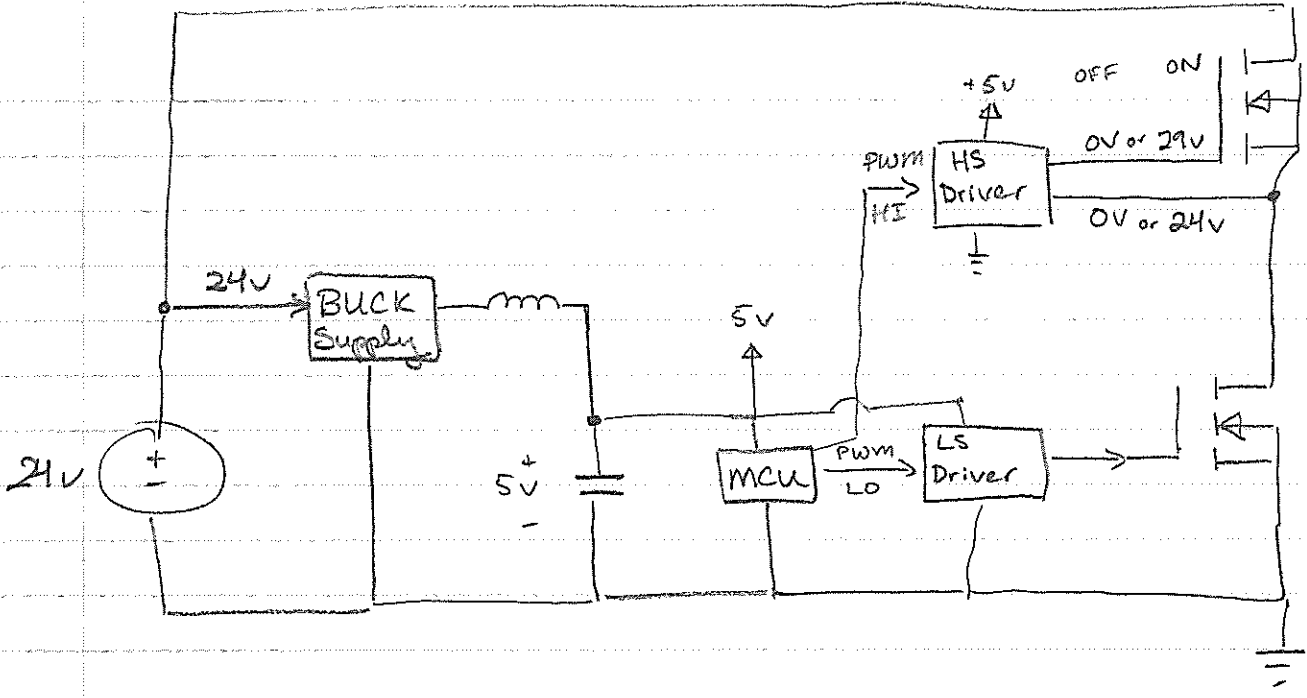 +5V
OFF ON
PWM
HI
HS
Driver
0V or 29V
0V or 24V
24V
BUCK
Supply
5V
24V
+
-
+
5V
-
MCU
PWM
LO
LS
Driver